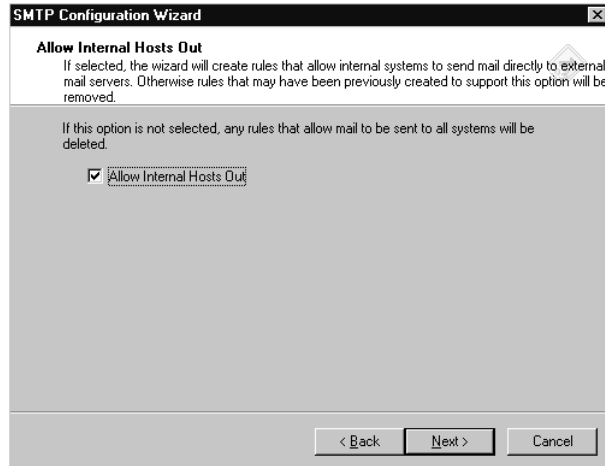 SMTP Configuration Wizard
Allow Internal Hosts Out
If selected, the wizard will create rules that allow internal systems to send mail directly to external
mail servers. Otherwise rules that may have been previously created to support this option will be
removed.
If this option is not selected, any rules that allow mail to be sent to all systems will be
deleted.
Allow Internal Hosts Out
< Back Next > Cancel